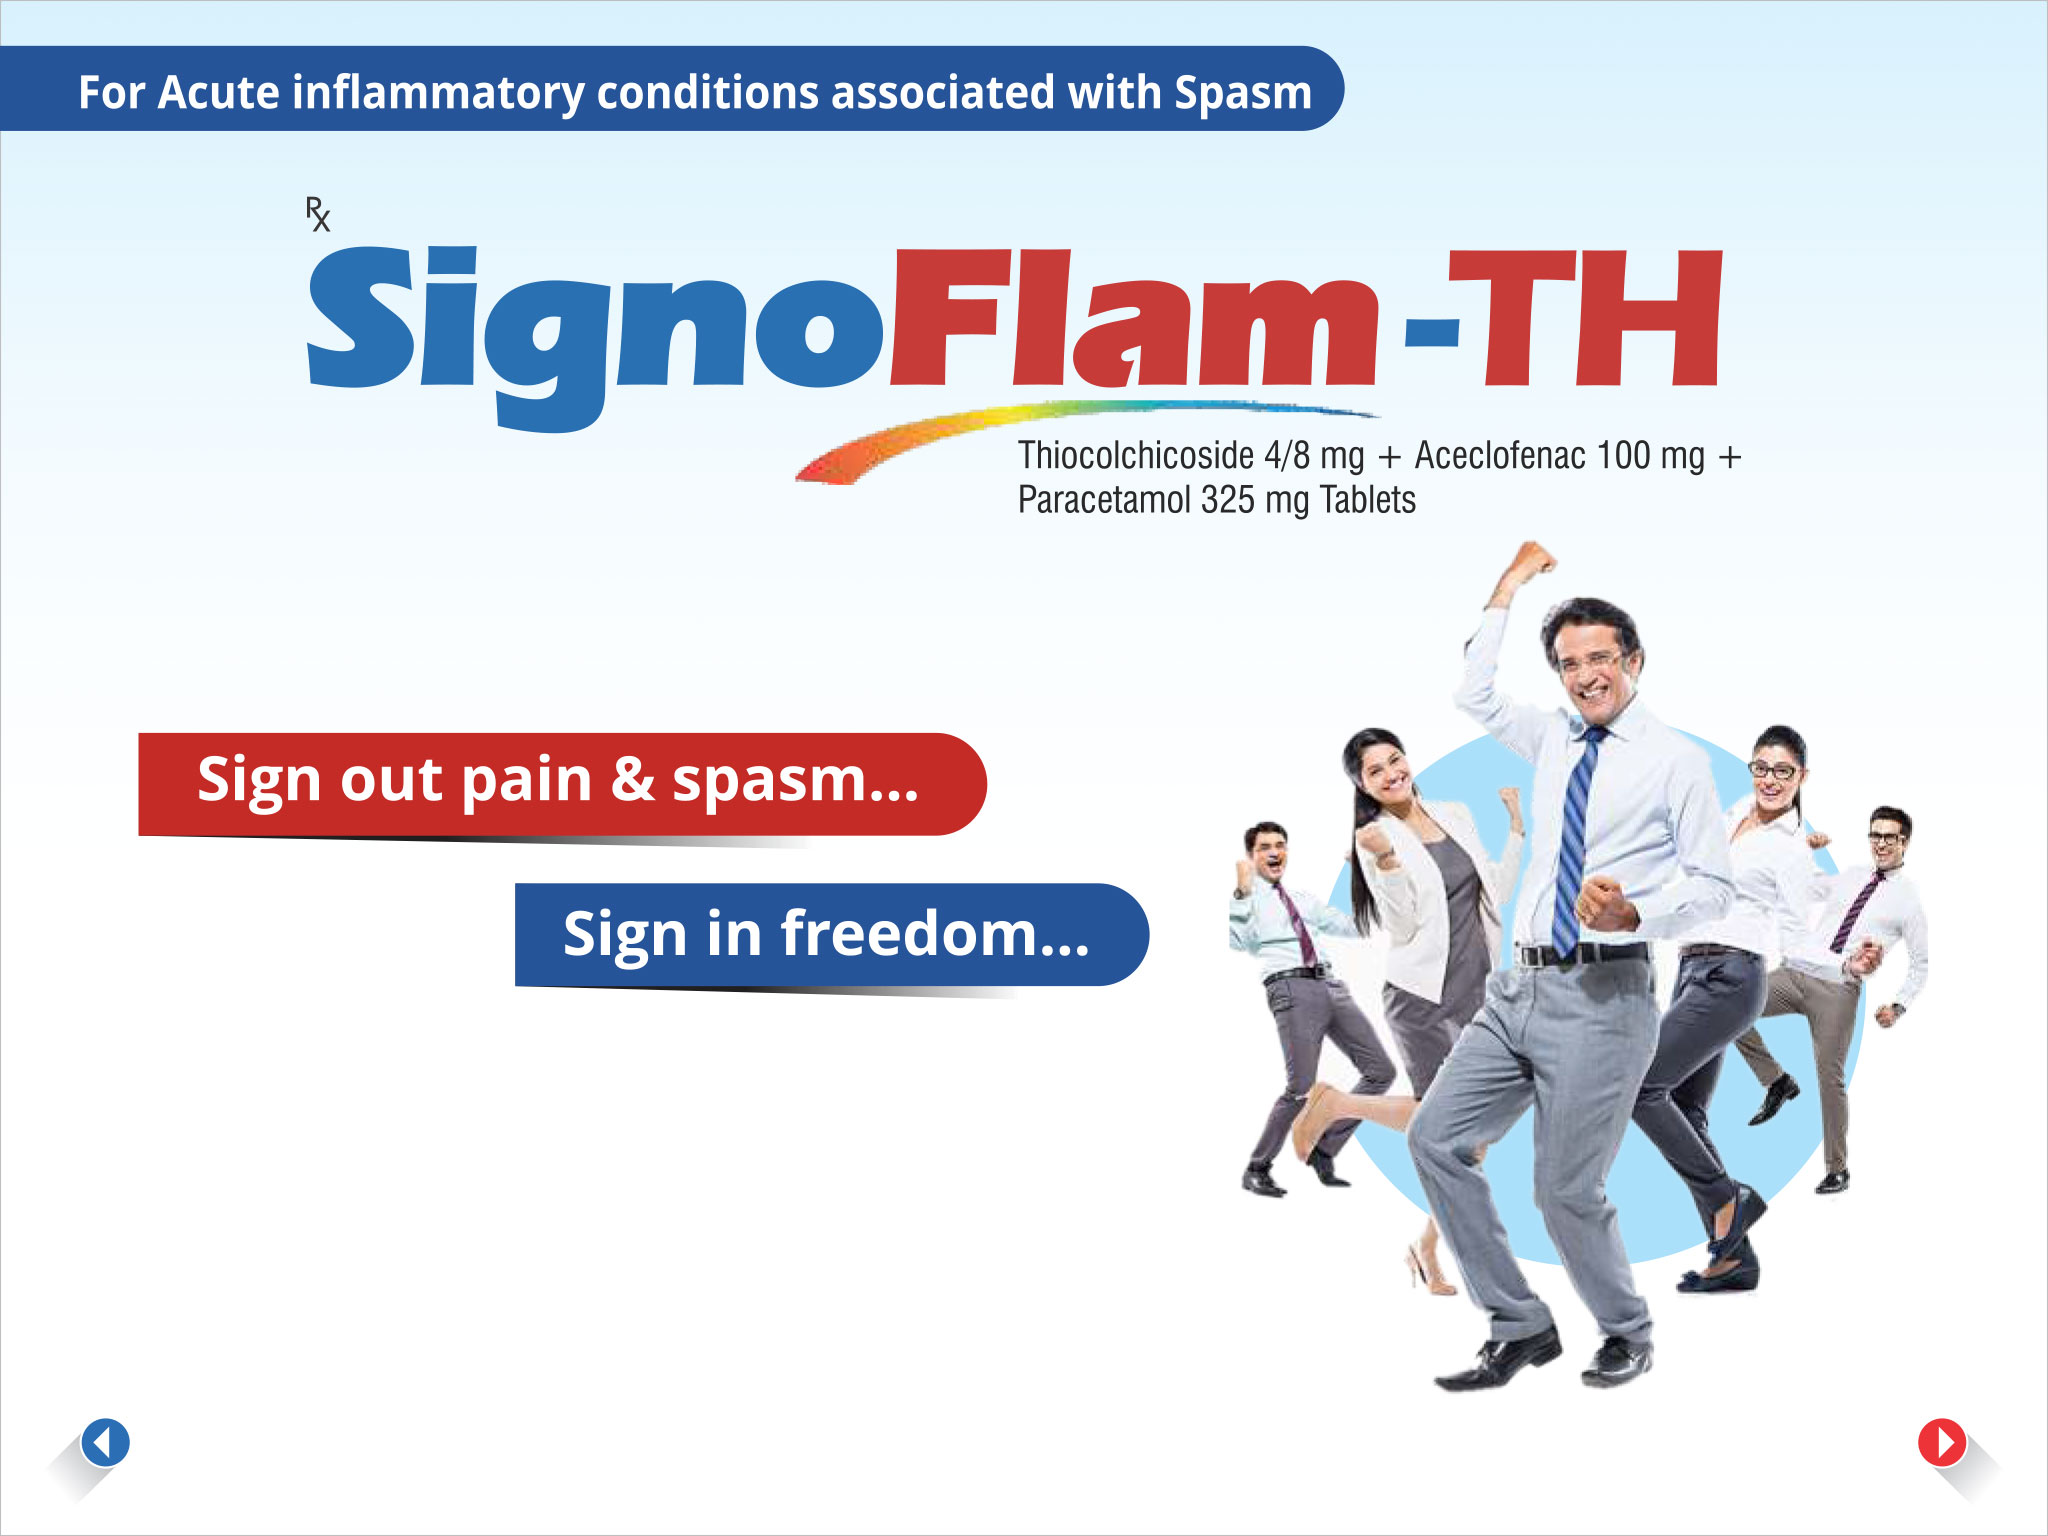 For Acute inflammatory conditions associated with Spasm
Rx
SignoFlam-TH
Thiocolchicoside 4/8 mg + Aceclofenac 100 mg +
Paracetamol 325 mg Tablets
Sign out pain & spasm...
Sign in freedom...